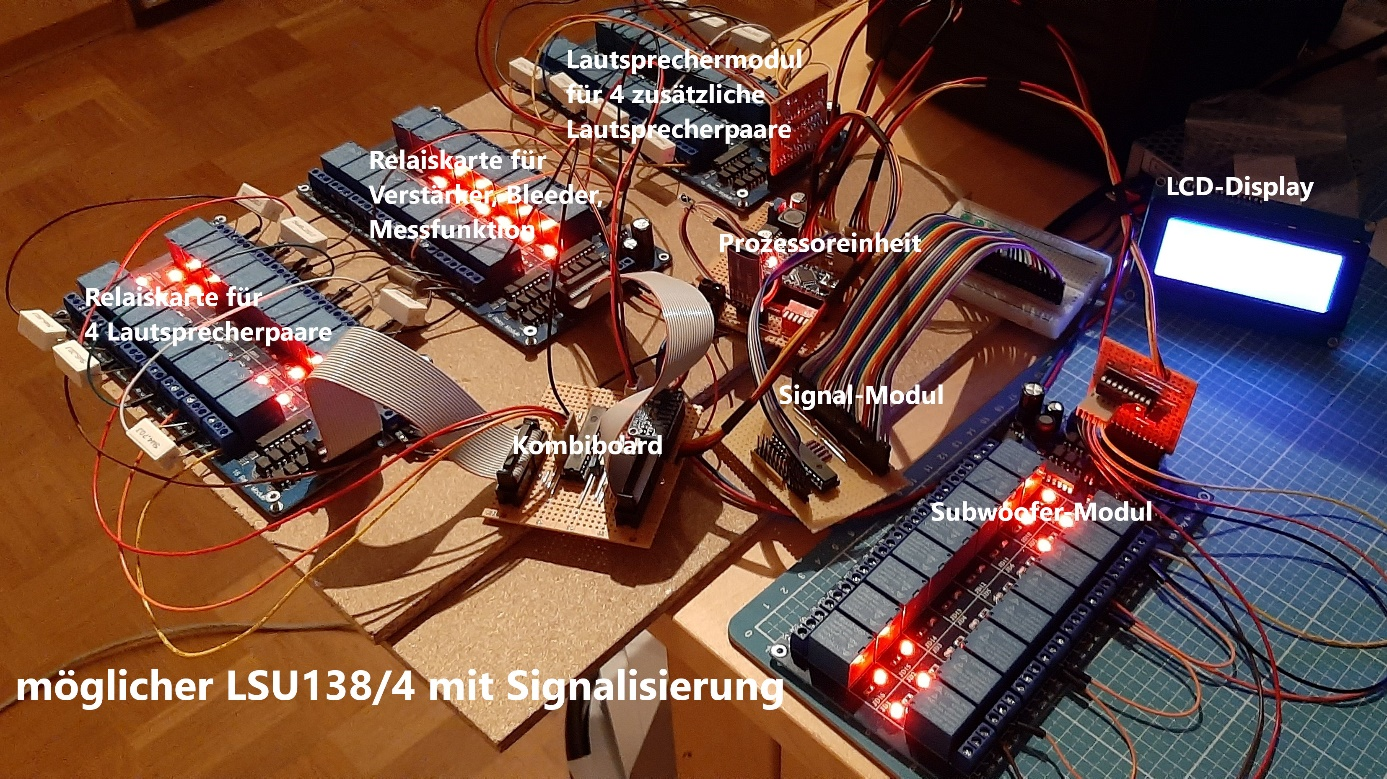 Lautsprechermodul
für 4 zusätzliche
Lautsprecherpaare
Relaiskarte für
Verstärker, Bleeder,
Messfunktion
LCD-Display
Prozessoreinheit
Relaiskarte für
4 Lautsprecherpaare
Signal-Modul
Kombiboard
Subwoofer-Modul
möglicher LSU138/4 mit Signalisierung